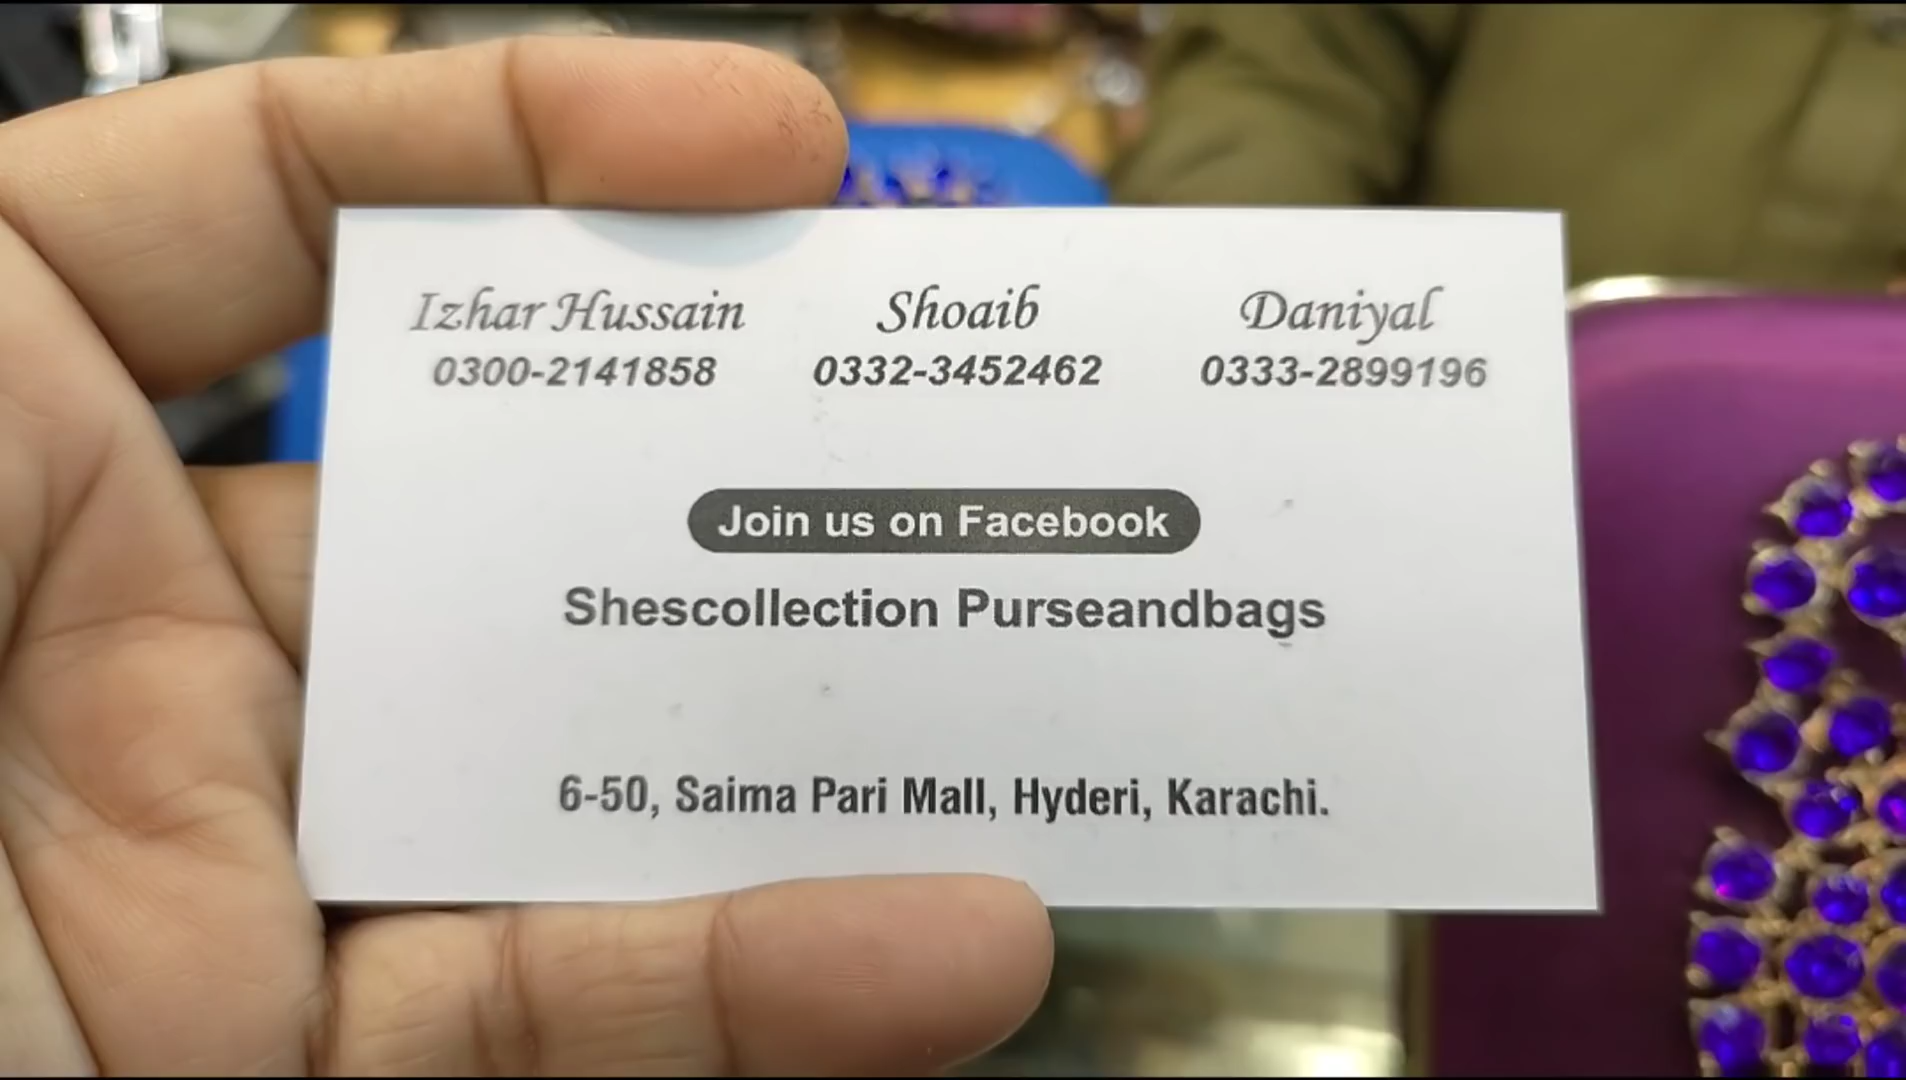 Izhar Hussain Shoaib Daniyal
0300-2141858 0332-3452462 0333-2899196
Join us on Facebook
Shescollection Purseandbags
6-50, Saima Pari Mall, Hyderi, Karachi.